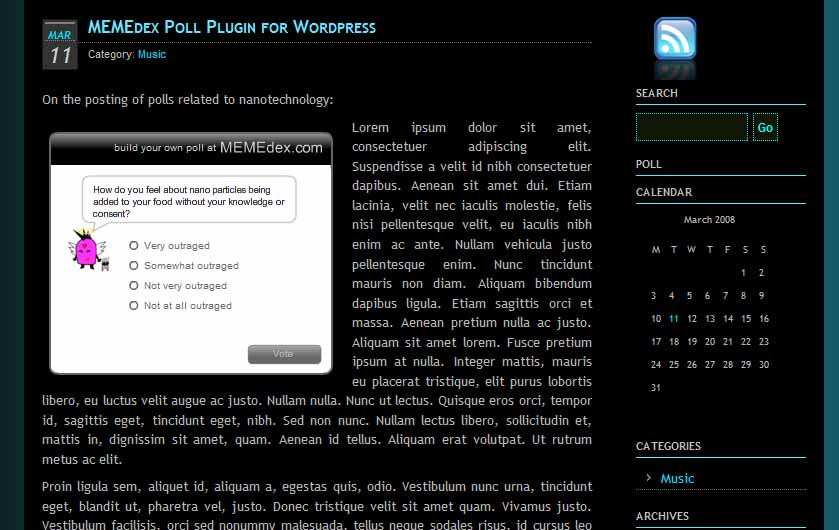 MAR
11
MEMEdex Poll Plugin for Wordpress
Category: Music
On the posting of polls related to nanotechnology:
build your own poll at MEMEdex.com
How do you feel about nano particles being
added to your food without your knowledge or
consent?
Very outraged
Somewhat outraged
Not very outraged
Not at all outraged
Vote
Lorem ipsum dolor sit amet,
consectetuer adipiscing elit.
Suspendisse a velit id nibh consectetuer
dapibus. Aenean sit amet dui. Etiam
lacinia, velit nec iaculis molestie, felis
nisi pellentesque velit, eu iaculis nibh
enim ac ante. Nullam vehicula justo
pellentesque enim. Nunc tincidunt
mauris non diam. Aliquam bibendum
dapibus ligula. Etiam sagittis orci et
massa. Aenean pretium nulla ac justo.
Aliquam sit amet lorem. Fusce pretium
ipsum at nulla. Integer mattis, mauris
eu placerat tristique, elit purus lobortis
libero, eu luctus velit augue ac justo. Nullam nulla. Nunc ut lectus. Quisque eros orci, tempor
id, sagittis eget, tincidunt eget, nibh. Sed non nunc. Nullam lectus libero, sollicitudin et,
mattis in, dignissim sit amet, quam. Aenean id tellus. Aliquam erat volutpat. Ut rutrum
metus ac elit.
Proin ligula sem, aliquet id, aliquam a, egestas quis, odio. Vestibulum nunc urna, tincidunt
eget, blandit ut, pharetra vel, justo. Donec tristique velit sit amet quam. Vivamus justo.
Vestibulum facilisis, orci sed nonummy malesuada, tellus neque sodales risus, id cursus leo
SEARCH
Go
POLL
CALENDAR
March 2008
M T W T F S S
1 2
3 4 5 6 7 8 9
10 11 12 13 14 15 16
17 18 19 20 21 22 23
24 25 26 27 28 29 30
31
CATEGORIES
Music
ARCHIVES